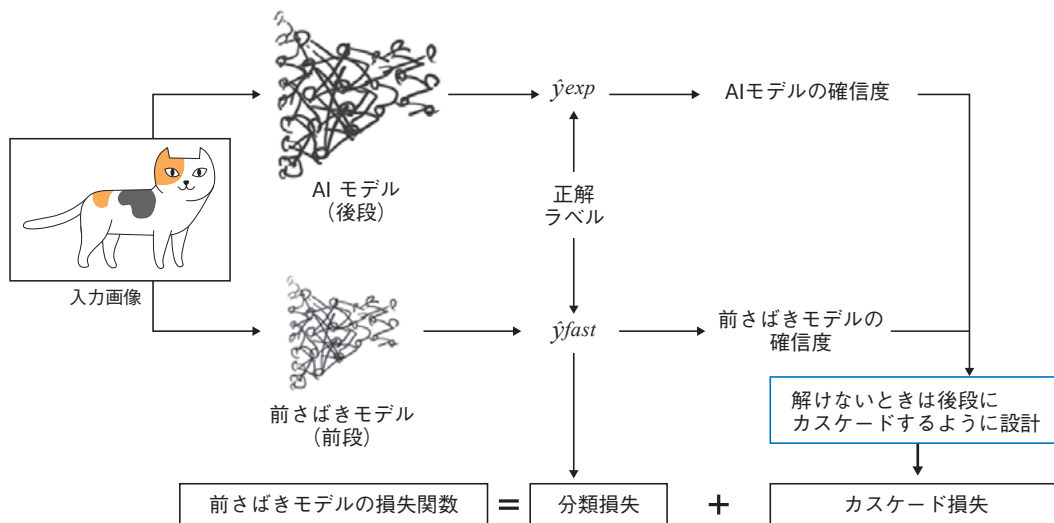 ŷexp
AIモデルの確信度
AI モデル
(後段)
正解
ラベル
入力画像
ŷfast
前さばきモデルの
確信度
前さばきモデル
(前段)
解けないときは後段に
カスケードするように設計
前さばきモデルの損失関数 = 分類損失 + カスケード損失